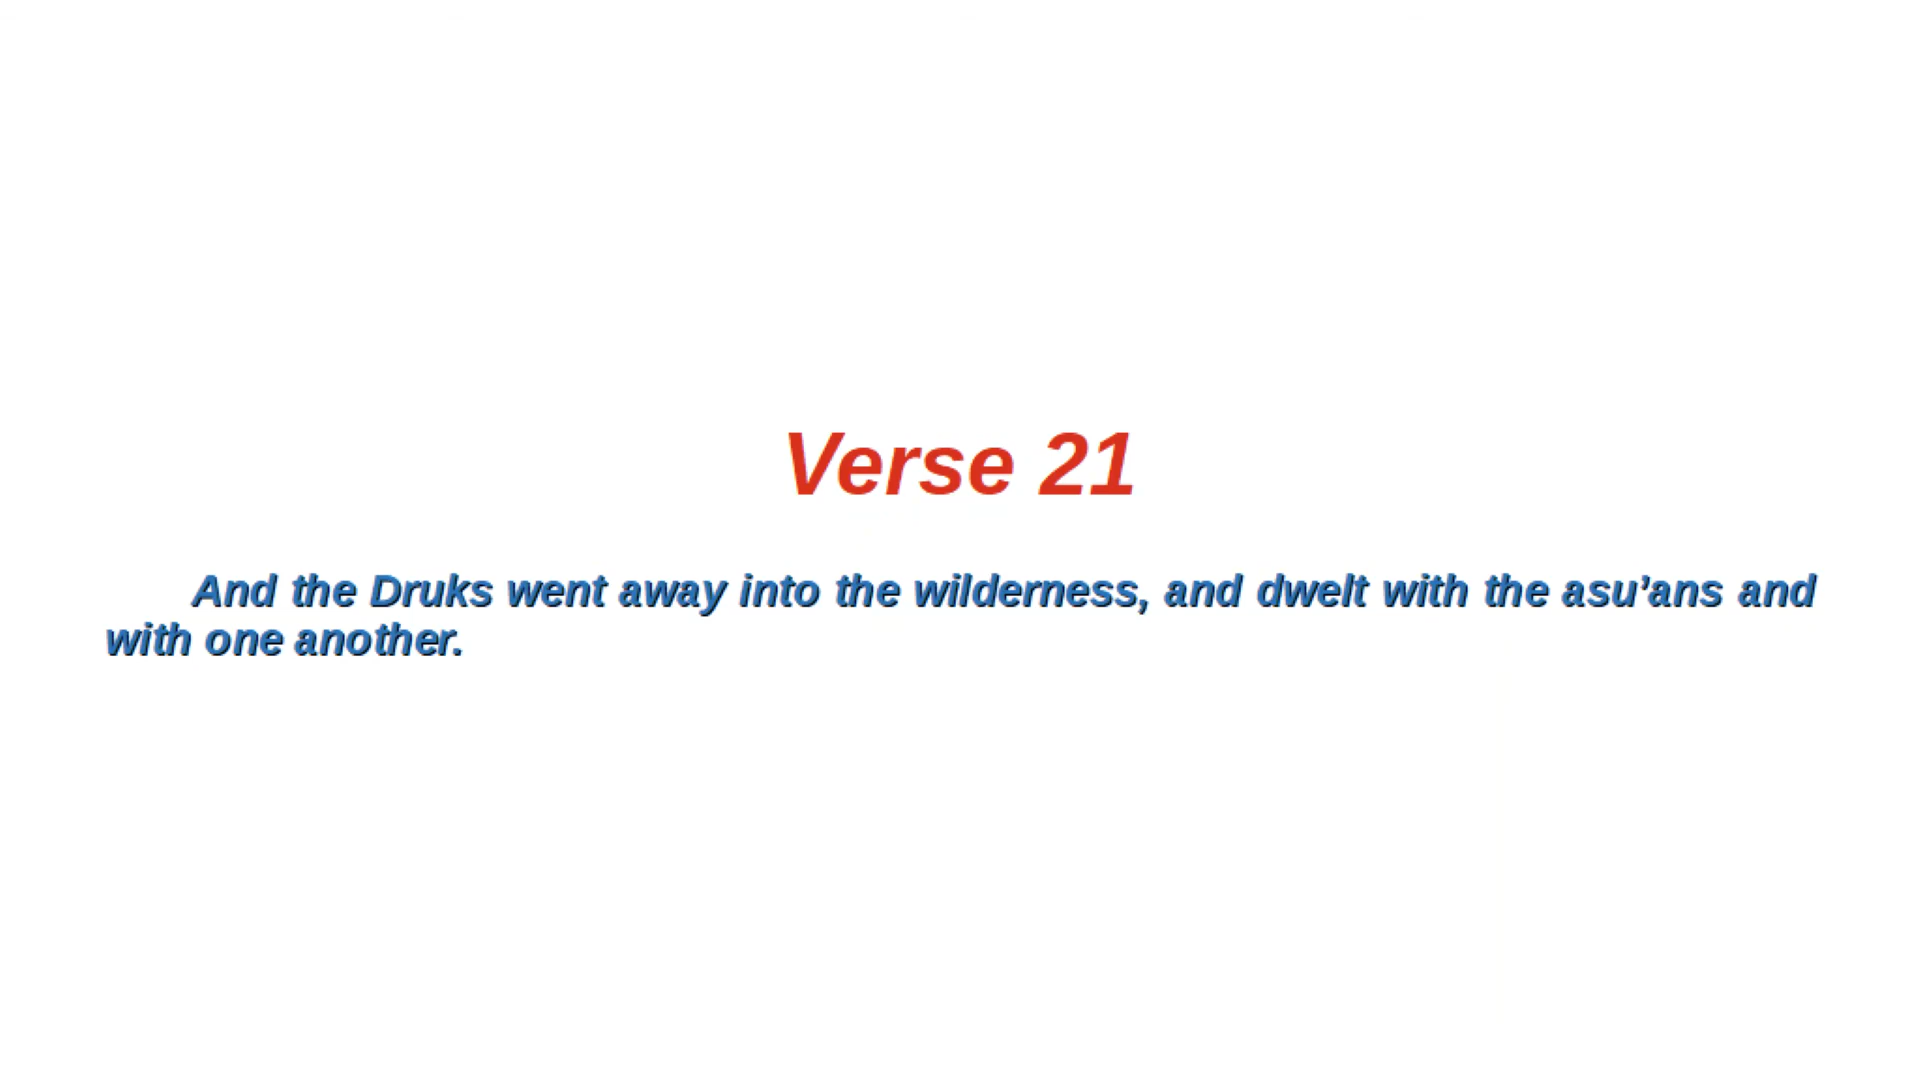 Verse 21
And the Druks went away into the wilderness, and dwelt with the asu’ans and
with one another.